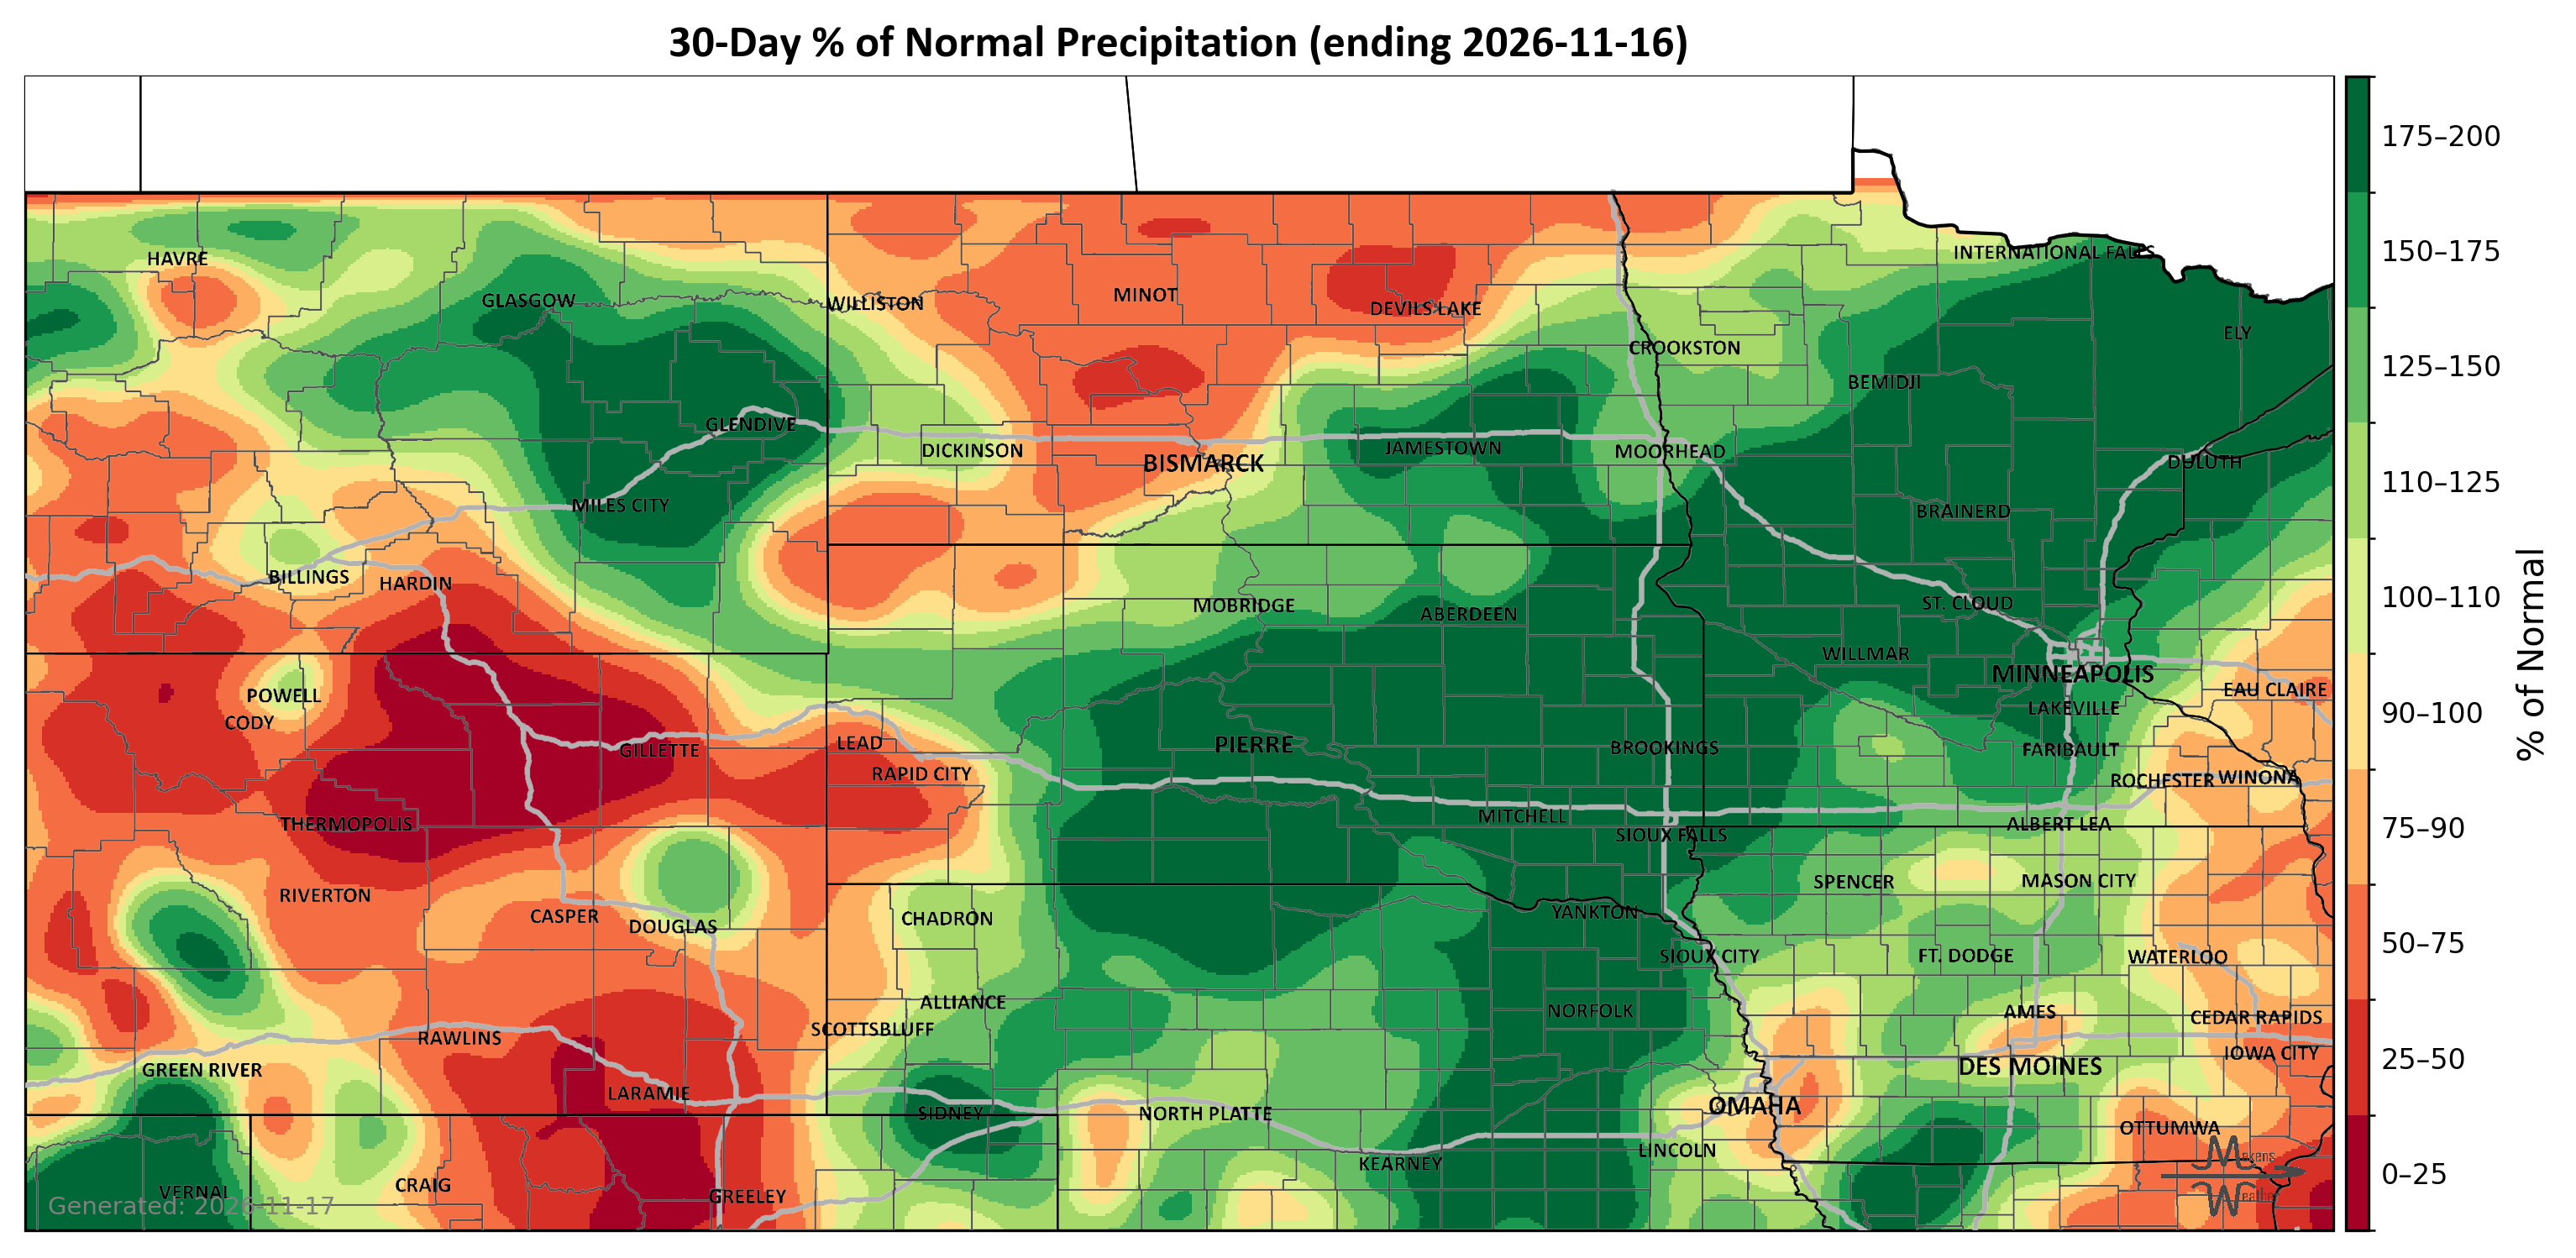 30-Day % of Normal Precipitation (ending 2026-11-16)
175–200
INTERNATIONAL FALLS
HAVRE
150–175
GLASGOW
WILLISTON
MINOT
DEVILS LAKE
ELY
CROOKSTON
125–150
BEMIDJI
GLENDIVE
DICKINSON
BISMARCK
JAMESTOWN
MOORHEAD
DULUTH
110–125
MILES CITY
BRAINERD
BILLINGS
HARDIN
MOBRIDGE
ABERDEEN
ST. CLOUD
100–110
WILLMAR
MINNEAPOLIS
POWELL
EAU CLAIRE
CODY
LAKEVILLE
90–100
% of Normal
GILLETTE
LEAD
PIERRE
BROOKINGS
FARIBAULT
RAPID CITY
ROCHESTER
WINONA
THERMOPOLIS
MITCHELL
SIOUX FALLS
ALBERT LEA
75–90
RIVERTON
SPENCER
MASON CITY
CASPER
DOUGLAS
CHADRON
YANKTON
50–75
SIOUX CITY
FT. DODGE
WATERLOO
ALLIANCE
NORFOLK
AMES
CEDAR RAPIDS
SCOTTSBLUFF
RAWLINS
GREEN RIVER
DES MOINES
IOWA CITY
25–50
LARAMIE
SIDNEY
NORTH PLATTE
OMAHA
OTTUMWA
KEARNEY
LINCOLN
Makens
Weather
VERNAL
CRAIG
GREELEY
0–25
Generated: 2026-11-17